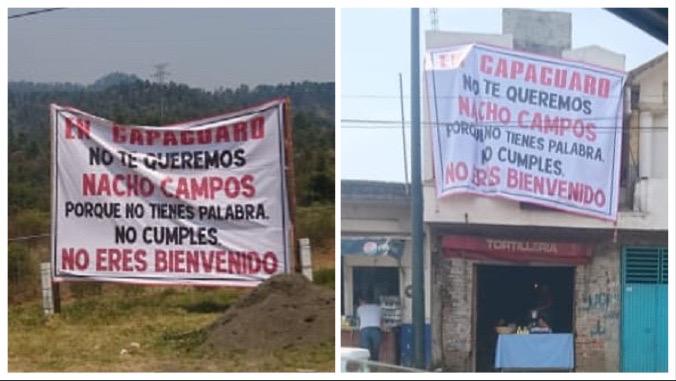 EN CAPACUARO
NO TE QUEREMOS
NACHO CAMPOS
PORQUE NO TIENES PALABRA.
NO CUMPLES.
NO ERES BIENVENIDO
EN CAPACUARO
NO TE QUEREMOS
NACHO CAMPOS
PORQUE NO TIENES PALABRA.
NO CUMPLES.
NO ERES BIENVENIDO
TORTILLERIA
PEPSI